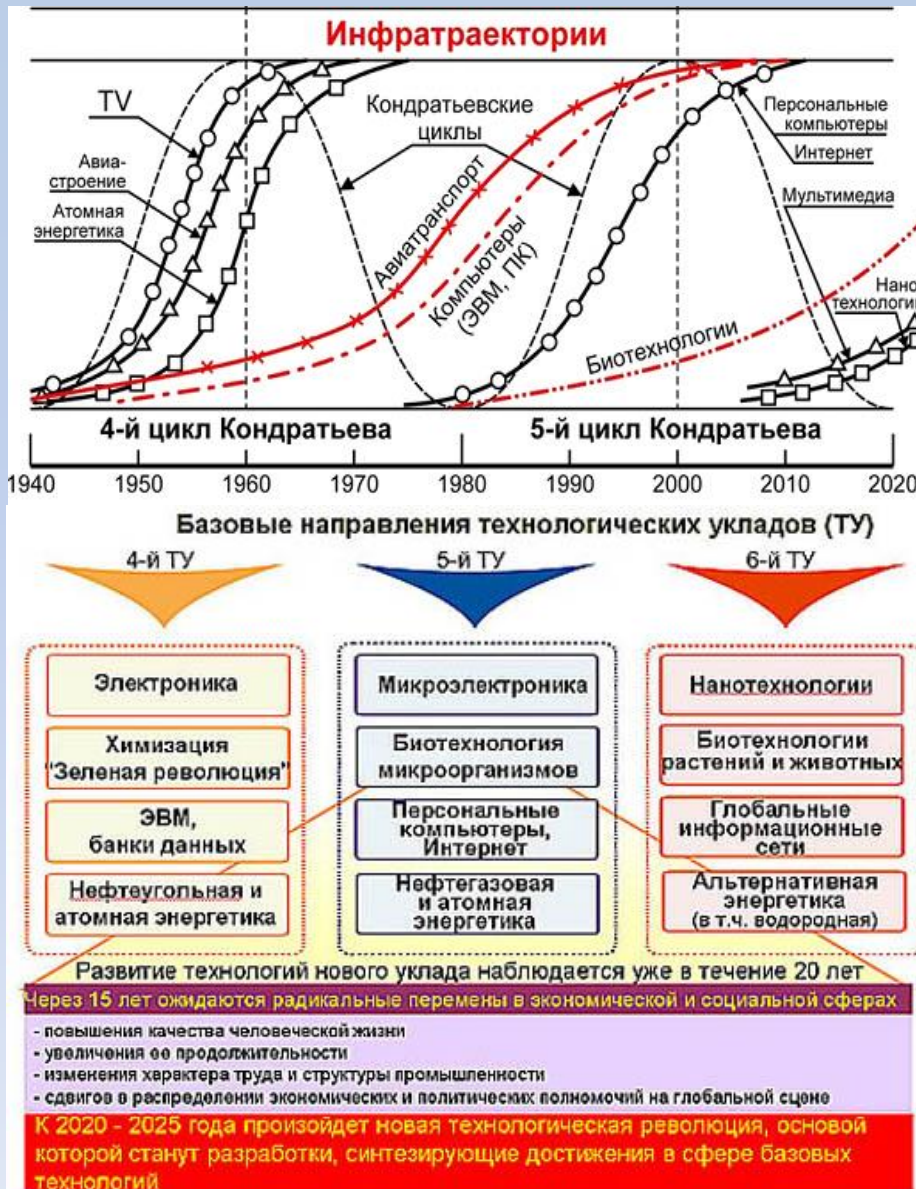 Инфратраектории
TV
Авиа-
строение
Атомная
энергетика
Кондратьевские
циклы
Авиатранспорт
Компьютеры
(ЭВМ, ПК)
Персональные
компьютеры
Интернет
Мультимедиа
Нано
технологии
Биотехнологии
4-й цикл Кондратьева
5-й цикл Кондратьева
1940 1950 1960 1970 1980 1990 2000 2010 2020
Базовые направления технологических укладов (ТУ)
4-й ТУ
5-й ТУ
6-й ТУ
Электроника
Микроэлектроника
Нанотехнологии
Химизация
"Зеленая революция"
Биотехнология
микроорганизмов
Биотехнологии
растений и животных
ЭВМ,
банки данных
Персональные
компьютеры,
Интернет
Глобальные
информационные
сети
Нефтеугольная и
атомная энергетика
Нефтегазовая
и атомная
энергетика
Альтернативная
энергетика
(в т.ч. водородная)
Развитие технологий нового уклада наблюдается уже в течение 20 лет
Через 15 лет ожидаются радикальные перемены в экономической и социальной сферах
- повышения качества человеческой жизни
- увеличения ее продолжительности
- изменения характера труда и структуры промышленности
- сдвигов в распределении экономических и политических полномочий на глобальной сцене
К 2020 - 2025 года произойдет новая технологическая революция, основой
которой станут разработки, синтезирующие достижения в сфере базовых
технологий